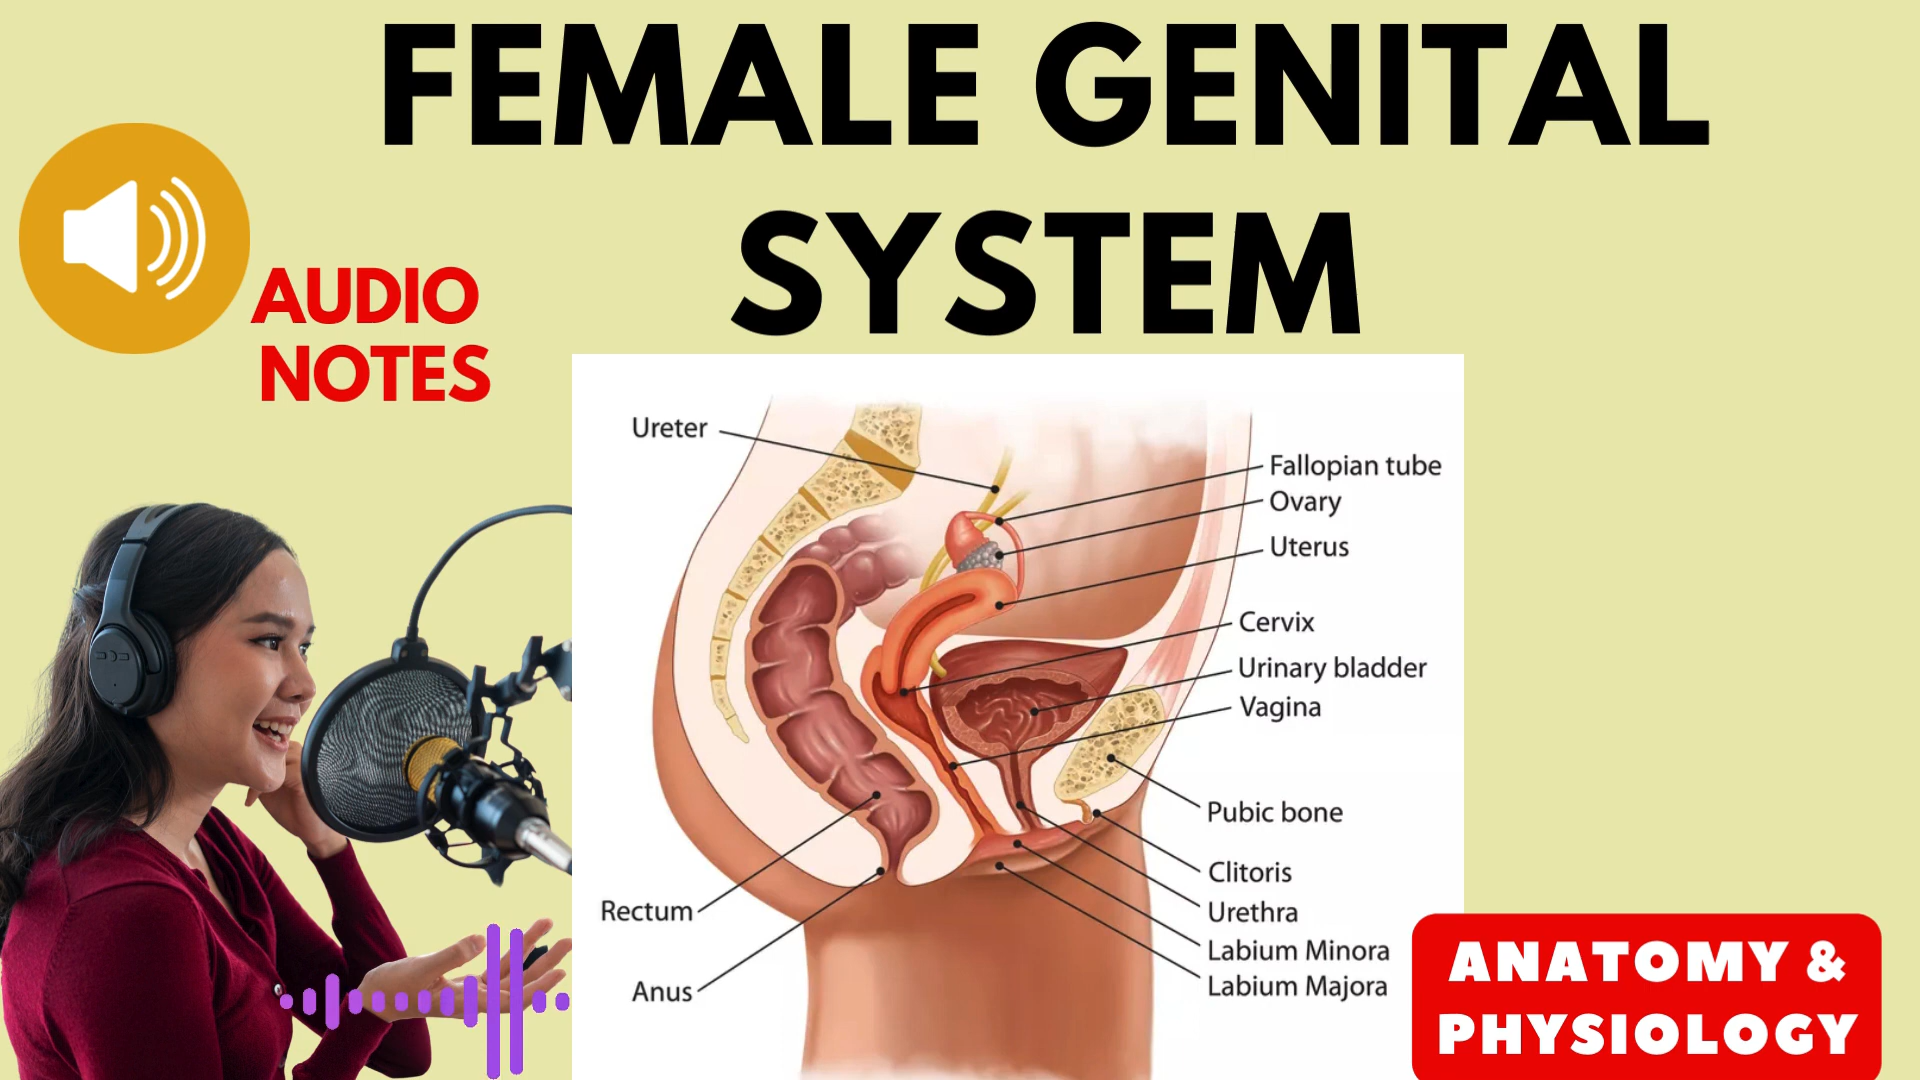 FEMALE GENITAL
SYSTEM
AUDIO
NOTES
Ureter
Fallopian tube
Ovary
Uterus
Cervix
Urinary bladder
Vagina
Pubic bone
Clitoris
Urethra
Labium Minora
Labium Majora
Rectum
Anus
ANATOMY &
PHYSIOLOGY